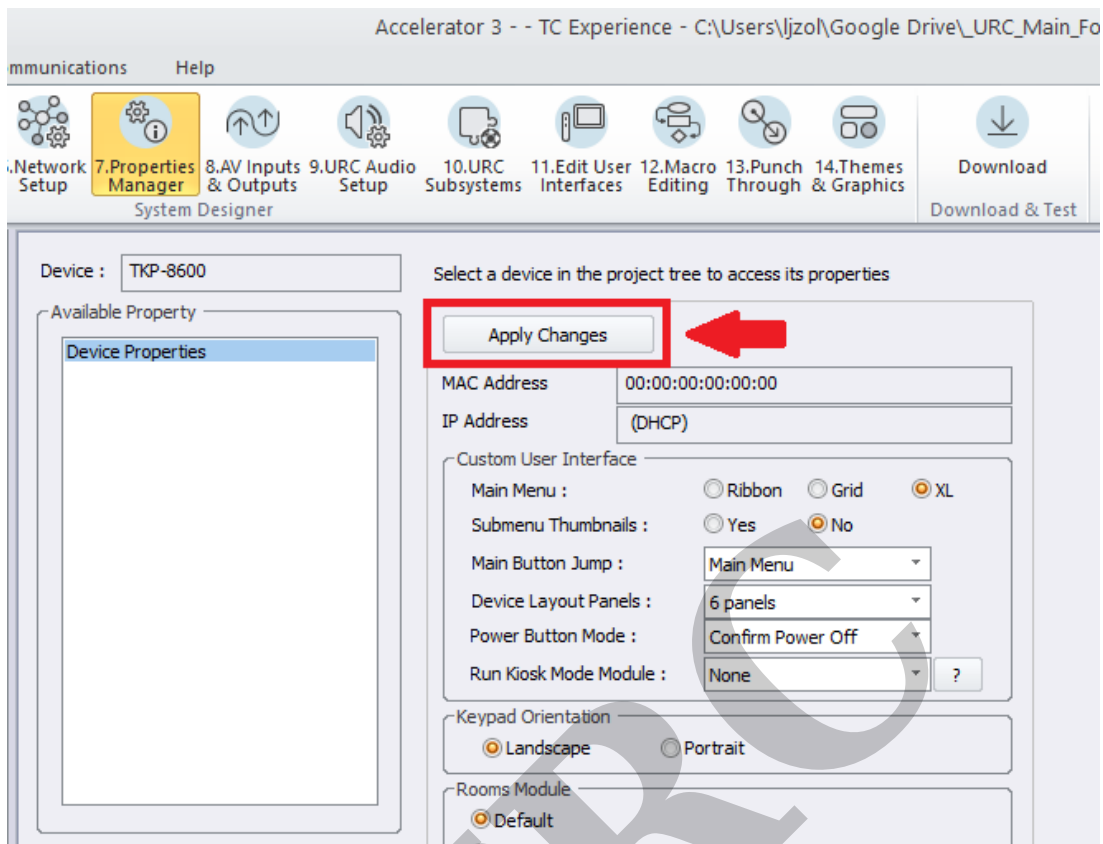 Accelerator 3 - - TC Experience - C:\Users\ljzol\Google Drive\_URC_Main_Fo
mmunications Help
.Network Setup
7.Properties Manager
8.AV Inputs & Outputs
9.URC Audio Setup
10.URC Subsystems
11.Edit User Interfaces
12.Macro Editing
13.Punch Through
14.Themes & Graphics
Download
System Designer
Download & Test
Device : TKP-8600
Select a device in the project tree to access its properties
Available Property
Device Properties
Apply Changes
MAC Address 00:00:00:00:00:00
IP Address (DHCP)
Custom User Interface
Main Menu : Ribbon Grid XL
Submenu Thumbnails : Yes No
Main Button Jump : Main Menu
Device Layout Panels : 6 panels
Power Button Mode : Confirm Power Off
Run Kiosk Mode Module : None ?
Keypad Orientation
Landscape Portrait
Rooms Module
Default
URC